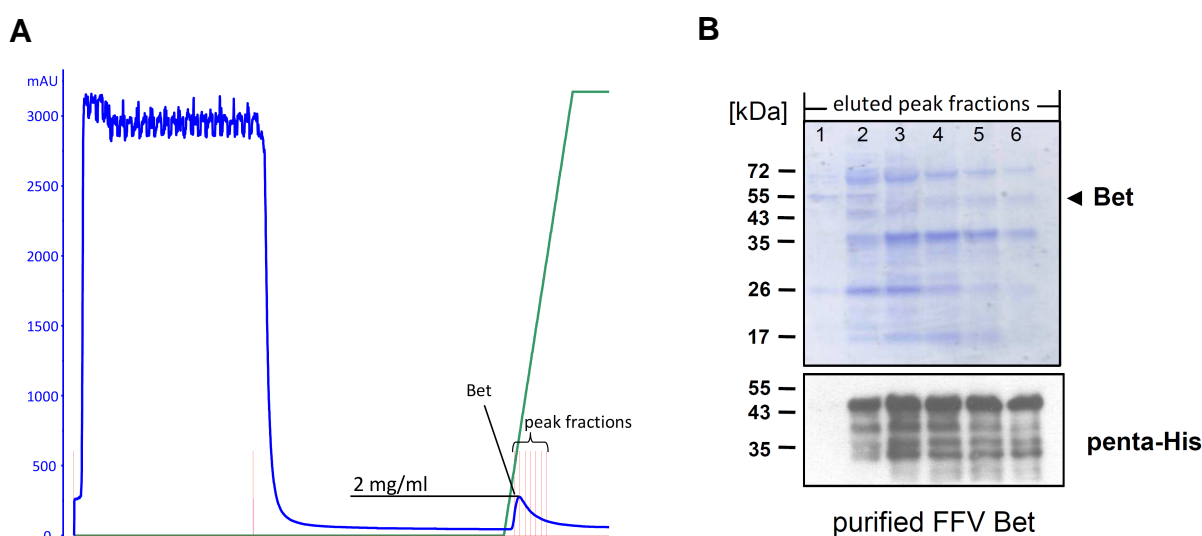 A
mAU
3000
2500
2000
1500
1000
500
0
Bet
peak fractions
2 mg/ml
B
[kDa]
eluted peak fractions
1 2 3 4 5 6
72
55
43
35
26
17
Bet
55
43
35
penta-His
purified FFV Bet